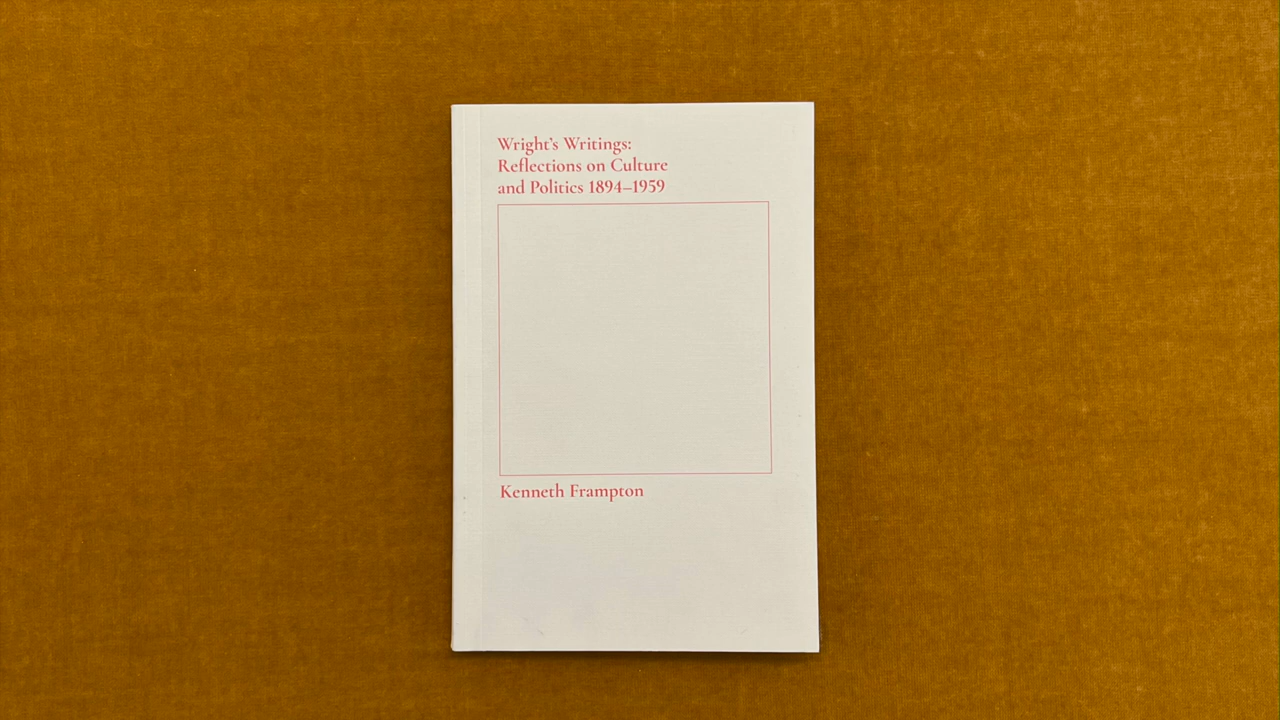 Wright’s Writings:
Reflections on Culture
and Politics 1894–1959
Kenneth Frampton